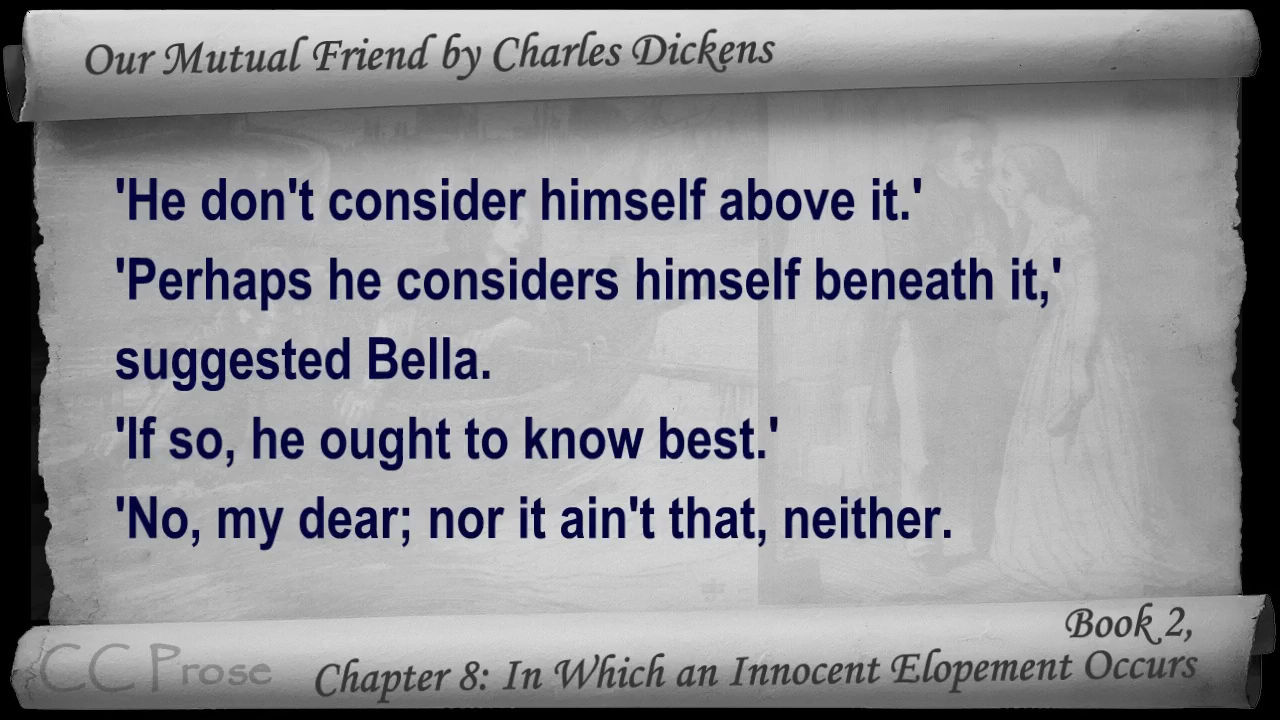 Our Mutual Friend by Charles Dickens
'He don't consider himself above it.'
'Perhaps he considers himself beneath it,'
suggested Bella.
'If so, he ought to know best.'
'No, my dear; nor it ain't that, neither.
Book 2,
CC Prose
Chapter 8: In Which an Innocent Elopement Occurs